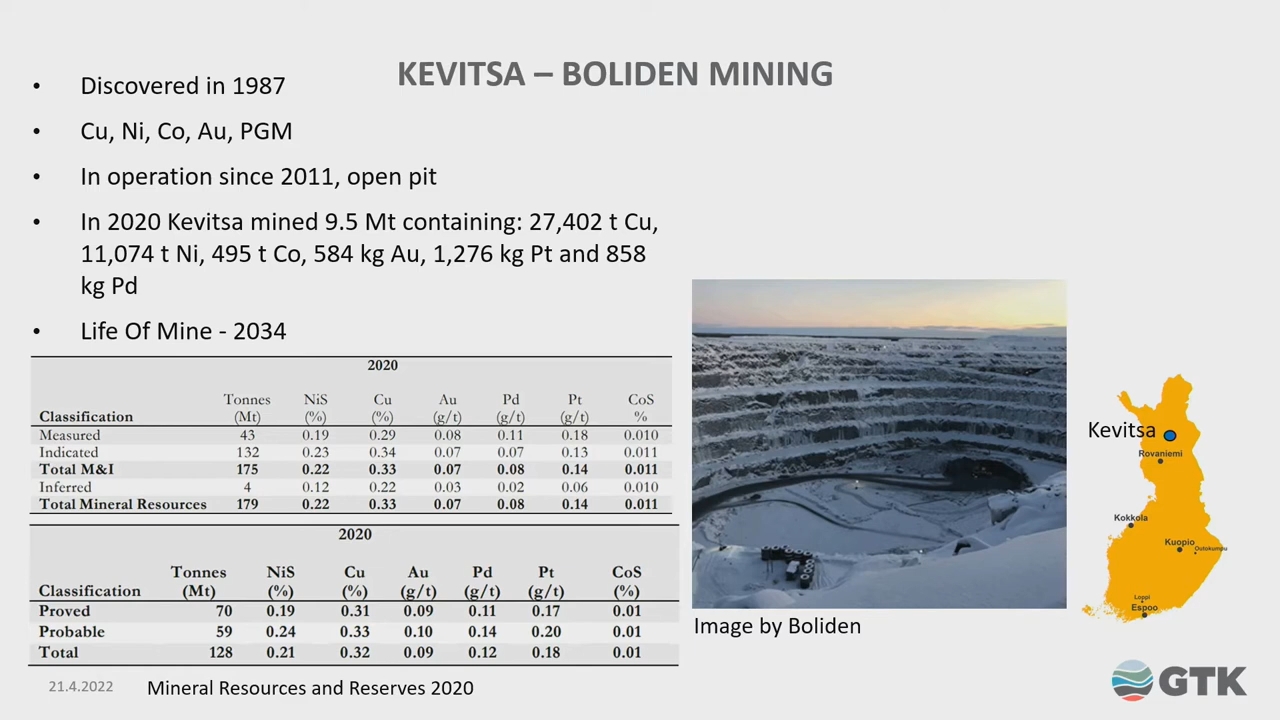 KEVITSA – BOLIDEN MINING
• Discovered in 1987
• Cu, Ni, Co, Au, PGM
• In operation since 2011, open pit
• In 2020 Kevitsa mined 9.5 Mt containing: 27,402 t Cu,
11,074 t Ni, 495 t Co, 584 kg Au, 1,276 kg Pt and 858
kg Pd
• Life Of Mine - 2034
2020
Tonnes NiS Cu Au Pd Pt CoS
Classification (Mt) (%) (%) (g/t) (g/t) (g/t) %
Measured 43 0.19 0.29 0.08 0.11 0.18 0.010
Indicated 132 0.23 0.34 0.07 0.07 0.13 0.011
Total M&I 175 0.22 0.33 0.07 0.08 0.14 0.011
Inferred 4 0.12 0.22 0.03 0.02 0.06 0.010
Total Mineral Resources 179 0.22 0.33 0.07 0.08 0.14 0.011
2020
Tonnes NiS Cu Au Pd Pt CoS
Classification (Mt) (%) (%) (g/t) (g/t) (g/t) (%)
Proved 70 0.19 0.31 0.09 0.11 0.17 0.01
Probable 59 0.24 0.33 0.10 0.14 0.20 0.01
Total 128 0.21 0.32 0.09 0.12 0.18 0.01
21.4.2022
Mineral Resources and Reserves 2020
Image by Boliden
Kevitsa
Rovaniemi
Kokkola
Kuopio
Outokumpu
Loppi
Espoo
GTK